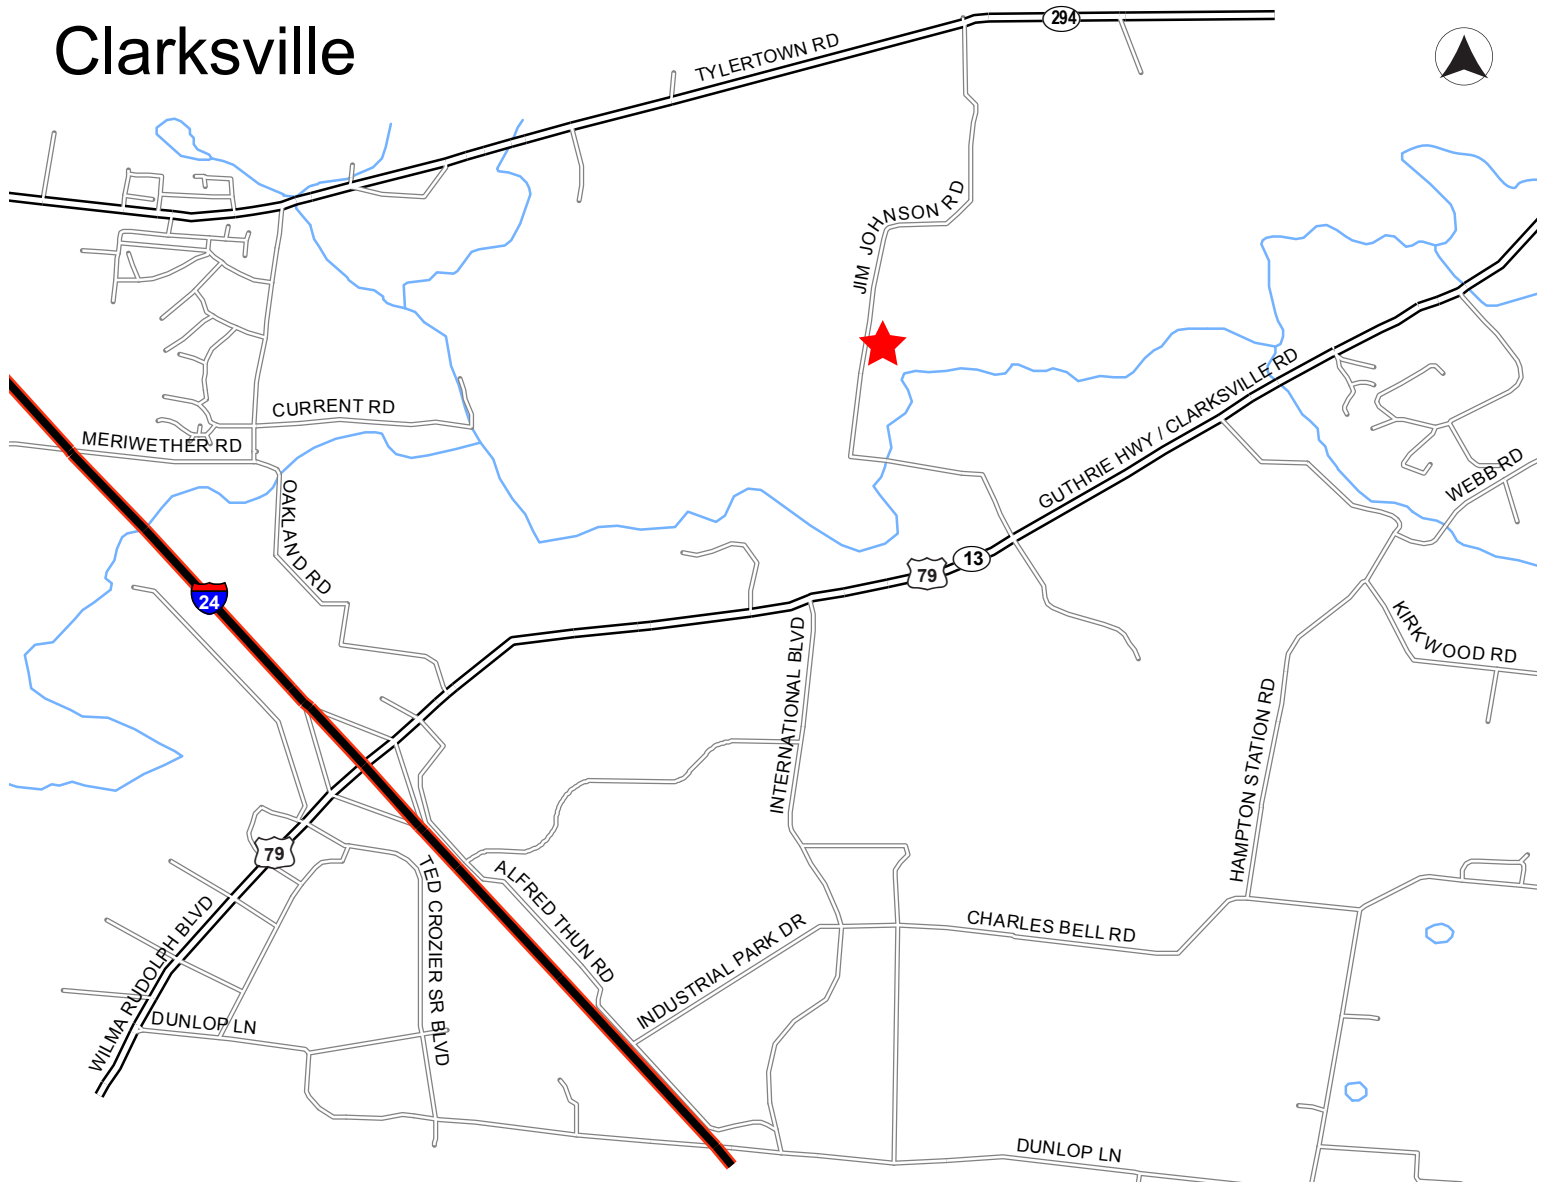 Clarksville
294
TYLERTOWN RD
JIM JOHNSON RD
GUTHRIE HWY / CLARKSVILLE RD
CURRENT RD
MERIWETHER RD
WEBB RD
OAKLAND RD
13
79
24
KIRKWOOD RD
INTERNATIONAL BLVD
HAMPTON STATION RD
79
TED CROZIER SR BLVD
ALFRED THUN RD
WILMA RUDOLPH BLVD
INDUSTRIAL PARK DR
CHARLES BELL RD
DUNLOP LN
DUNLOP LN